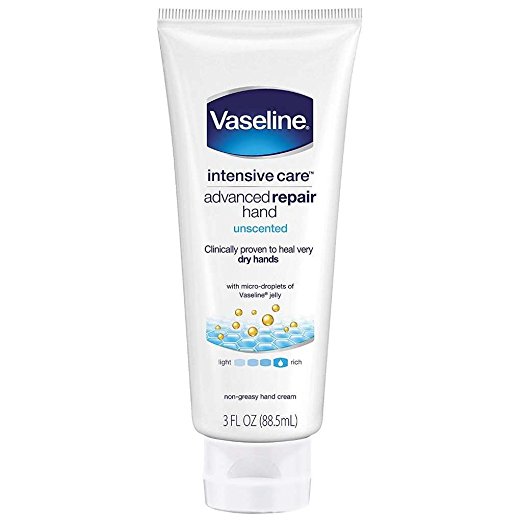 Vaseline®
intensive care™
advanced repair
hand
unscented
Clinically proven to heal very
dry hands
with micro-droplets of
Vaseline® jelly
light rich
non-greasy hand cream
3 FL OZ (88.5mL)